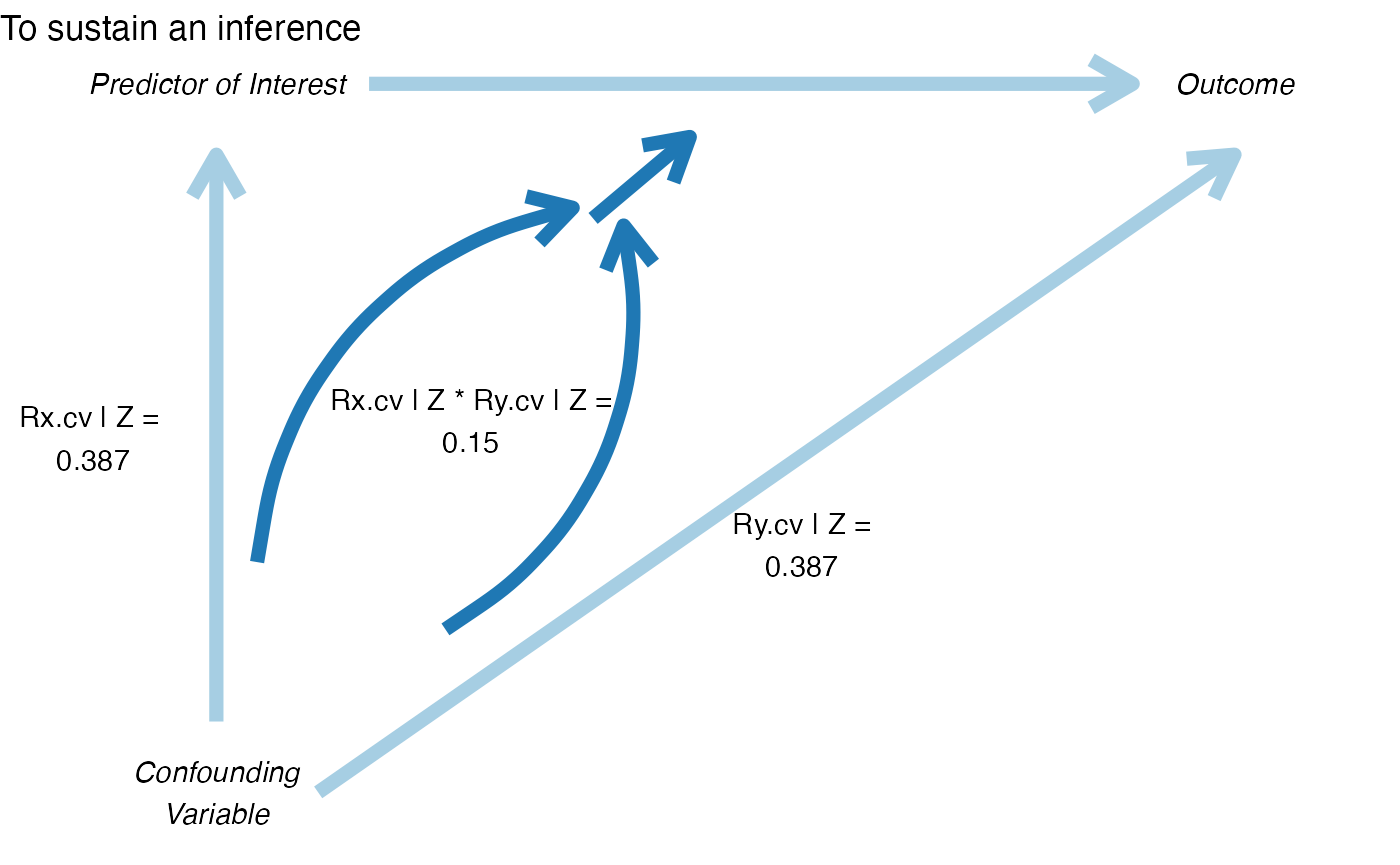 To sustain an inference
Predictor of Interest
Outcome
Rx.cv | Z * Ry.cv | Z =
0.15
Rx.cv | Z =
0.387
Ry.cv | Z =
0.387
Confounding
Variable